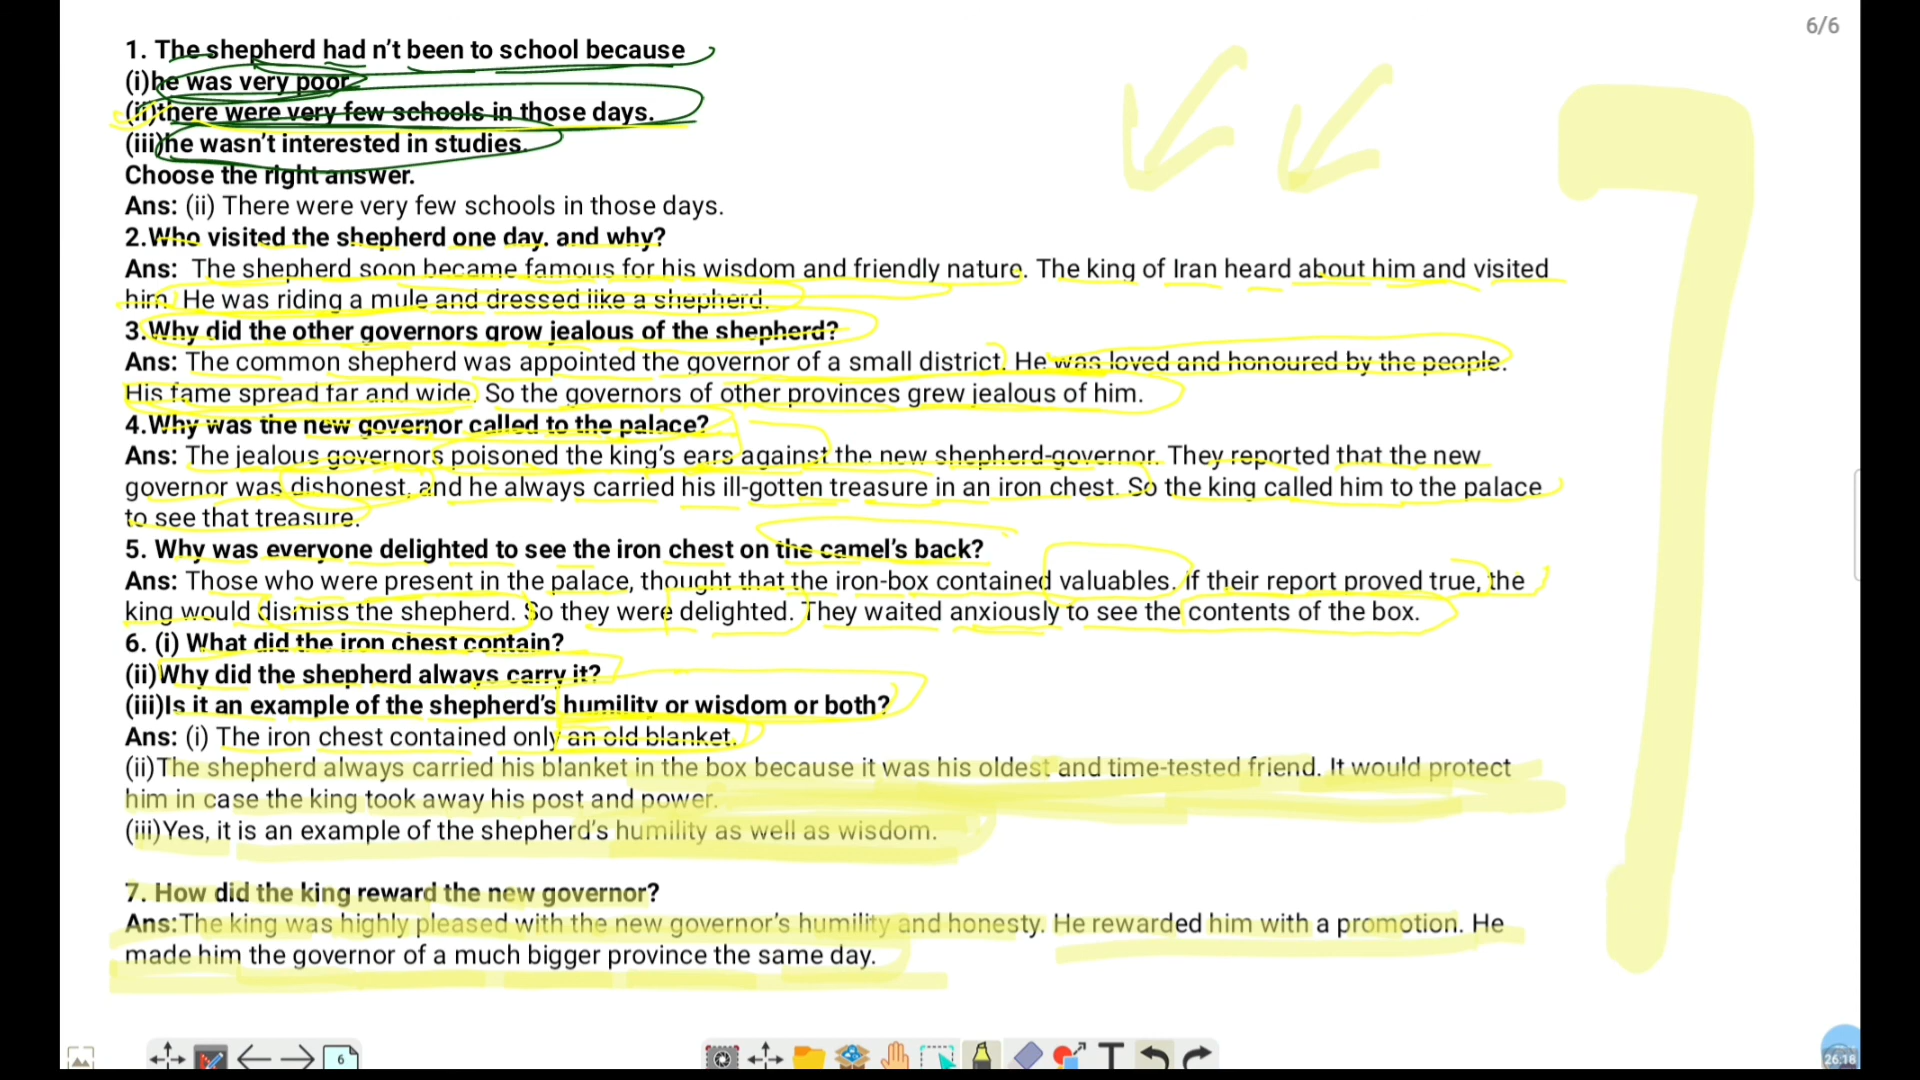 6/6
1. The shepherd had n't been to school because
(i)he was very poor.
(ii)there were very few schools in those days.
(iii)he wasn't interested in studies.
Choose the right answer.
Ans: (ii) There were very few schools in those days.
2.Who visited the shepherd one day. and why?
Ans: The shepherd soon became famous for his wisdom and friendly nature. The king of Iran heard about him and visited
him. He was riding a mule and dressed like a shepherd.
3.Why did the other governors grow jealous of the shepherd?
Ans: The common shepherd was appointed the governor of a small district. He was loved and honoured by the people.
His fame spread far and wide. So the governors of other provinces grew jealous of him.
4.Why was the new governor called to the palace?
Ans: The jealous governors poisoned the king's ears against the new shepherd-governor. They reported that the new
governor was dishonest, and he always carried his ill-gotten treasure in an iron chest. So the king called him to the palace
to see that treasure.
5. Why was everyone delighted to see the iron chest on the camel's back?
Ans: Those who were present in the palace, thought that the iron-box contained valuables. If their report proved true, the
king would dismiss the shepherd. So they were delighted. They waited anxiously to see the contents of the box.
6. (i) What did the iron chest contain?
(ii)Why did the shepherd always carry it?
(iii)Is it an example of the shepherd's humility or wisdom or both?
Ans: (i) The iron chest contained only an old blanket.
(ii)The shepherd always carried his blanket in the box because it was his oldest and time-tested friend. It would protect
him in case the king took away his post and power.
(iii)Yes, it is an example of the shepherd's humility as well as wisdom.
7. How did the king reward the new governor?
Ans:The king was highly pleased with the new governor's humility and honesty. He rewarded him with a promotion. He
made him the governor of a much bigger province the same day.
6
T
26:18